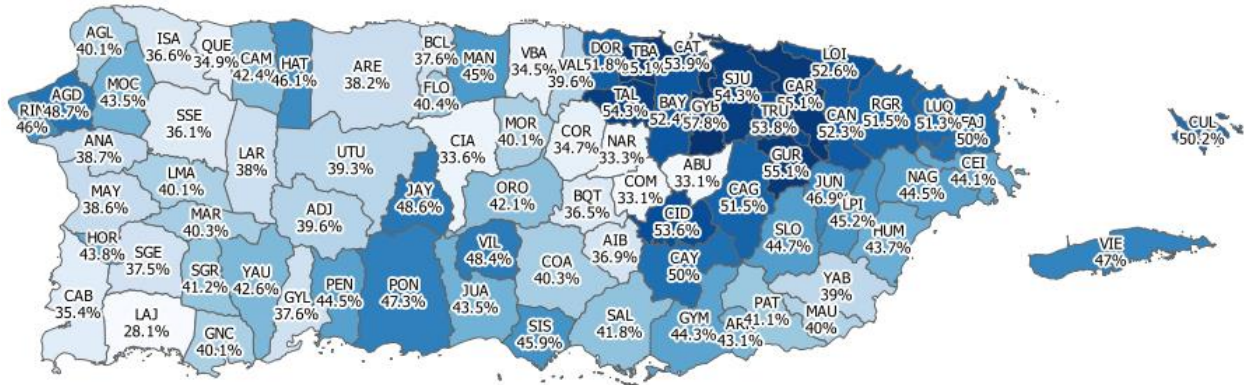 AGL
40.1%
ISA
36.6%
QUE
34.9%
CAM
42.4%
HAT
46.1%
ARE
38.2%
BCL
37.6%
MAN
45%
VBA
34.5%
VAL
39.6%
DOR
51.8%
TBA
55.1%
CAT
53.9%
LOI
52.6%
MOC
43.5%
AGD
48.7%
RIN
46%
SSE
36.1%
FLO
40.4%
TAL
54.3%
BAY
52.4%
GYB
57.8%
SJU
54.3%
TRU
53.8%
CAR
55.1%
CAN
52.3%
RGR
51.5%
LUQ
51.3%
FAJ
50%
CUL
50.2%
ANA
38.7%
LAR
38%
UTU
39.3%
CIA
33.6%
MOR
40.1%
COR
34.7%
NAR
33.3%
ABU
33.1%
GUR
55.1%
CEI
44.1%
LMA
40.1%
MAY
38.6%
JAY
48.6%
ORO
42.1%
BQT
36.5%
COM
33.1%
CAG
51.5%
JUN
46.9%
NAG
44.5%
MAR
40.3%
ADJ
39.6%
CID
53.6%
LPI
45.2%
HOR
43.8%
SGE
37.5%
VIL
48.4%
AIB
36.9%
SLO
44.7%
HUM
43.7%
VIE
47%
SGR
41.2%
YAU
42.6%
COA
40.3%
CAY
50%
CAB
35.4%
GYL
37.6%
PEN
44.5%
PON
47.3%
JUA
43.5%
YAB
39%
LAJ
28.1%
GNC
40.1%
SIS
45.9%
SAL
41.8%
GYM
44.3%
PAT
41.1%
MAU
40%
43.1%